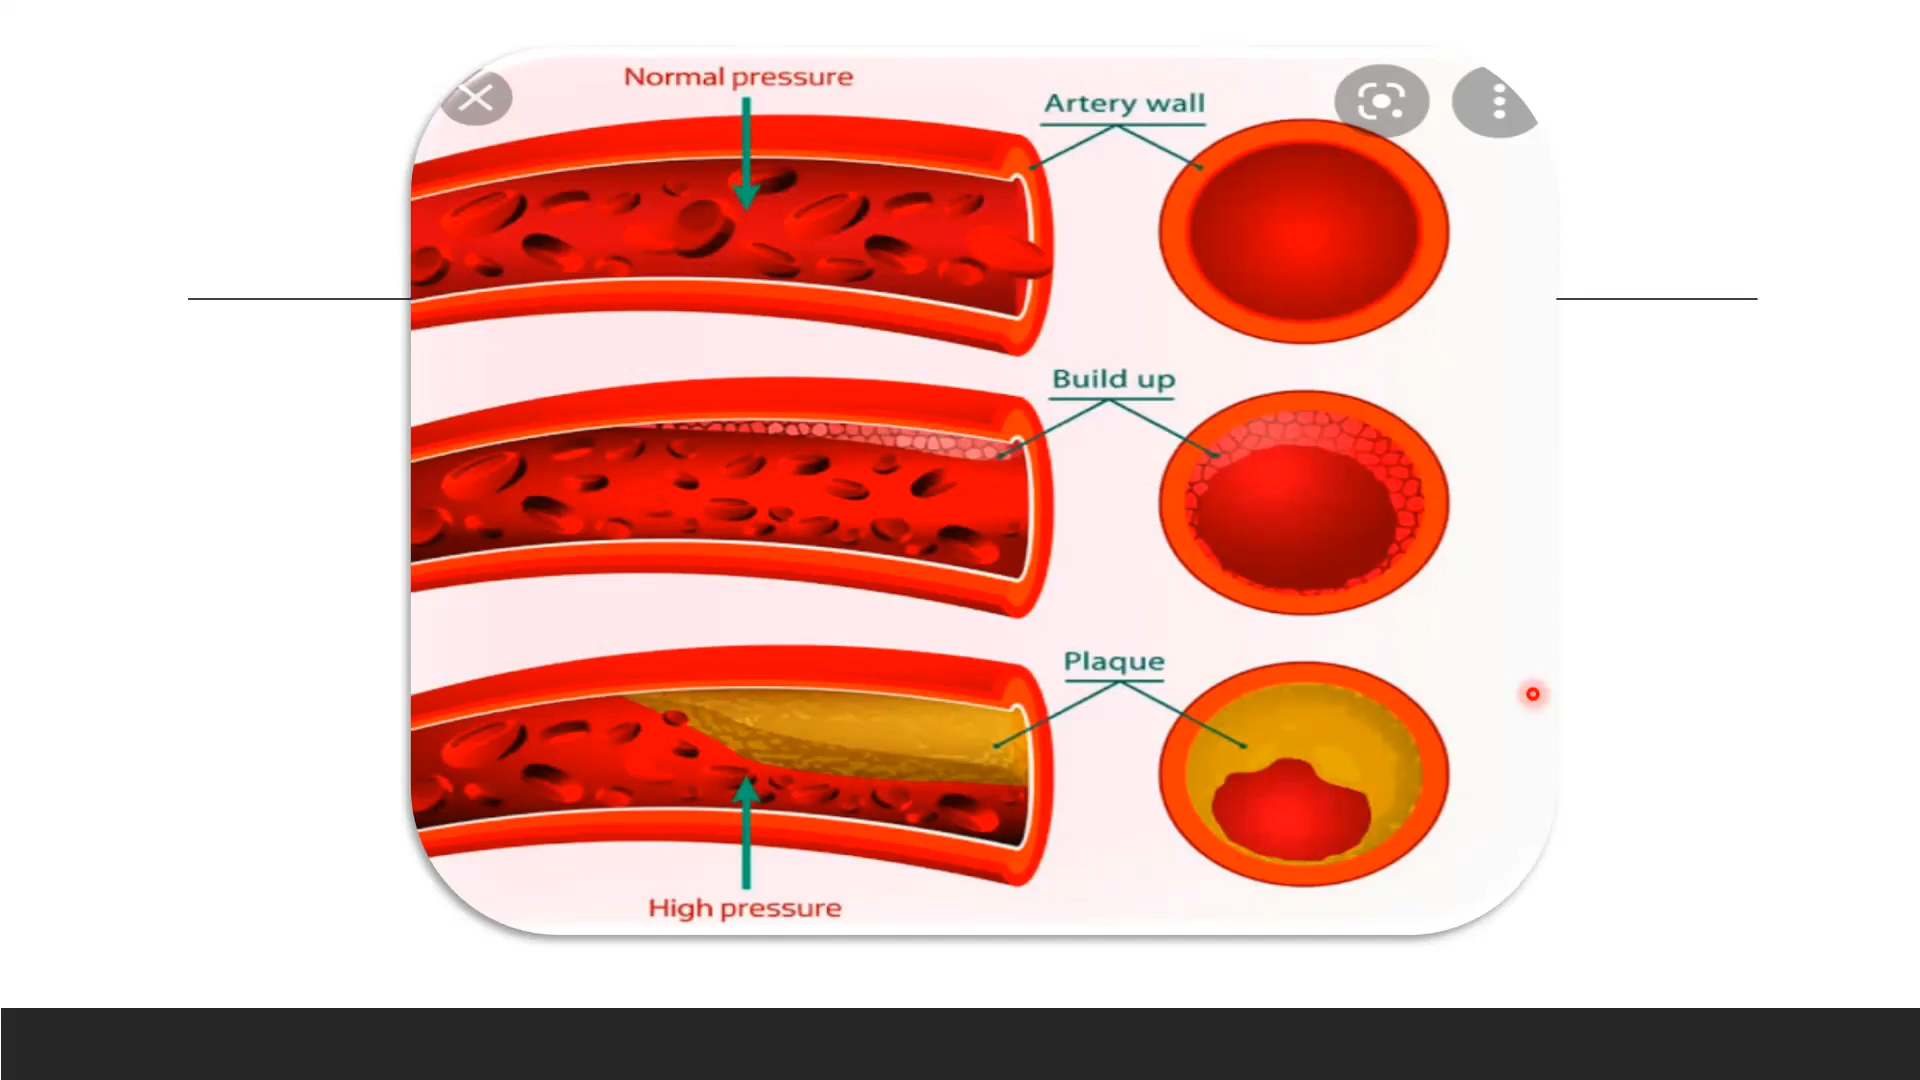 Normal pressure
Artery wall
Build up
Plaque
High pressure